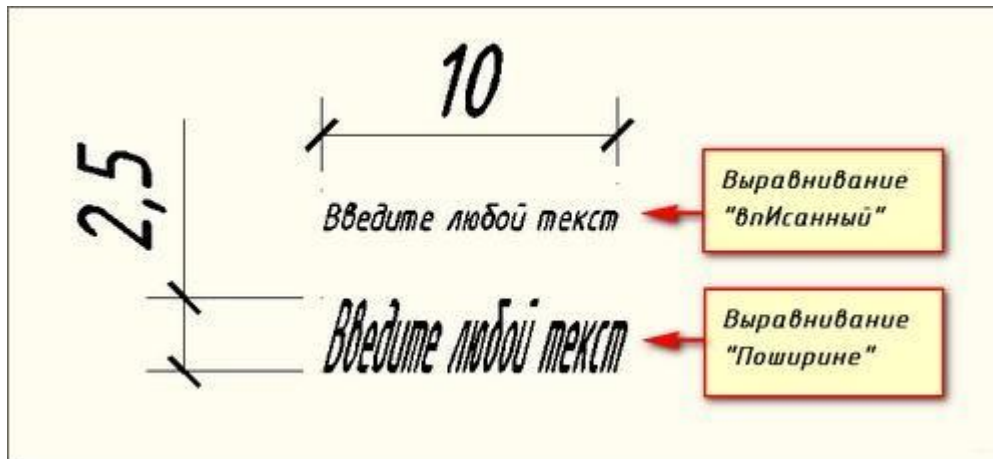 10
2,5
Введите любой текст
Выравнивание
"впИсанный"
Введите любой текст
Выравнивание
"Поширине"